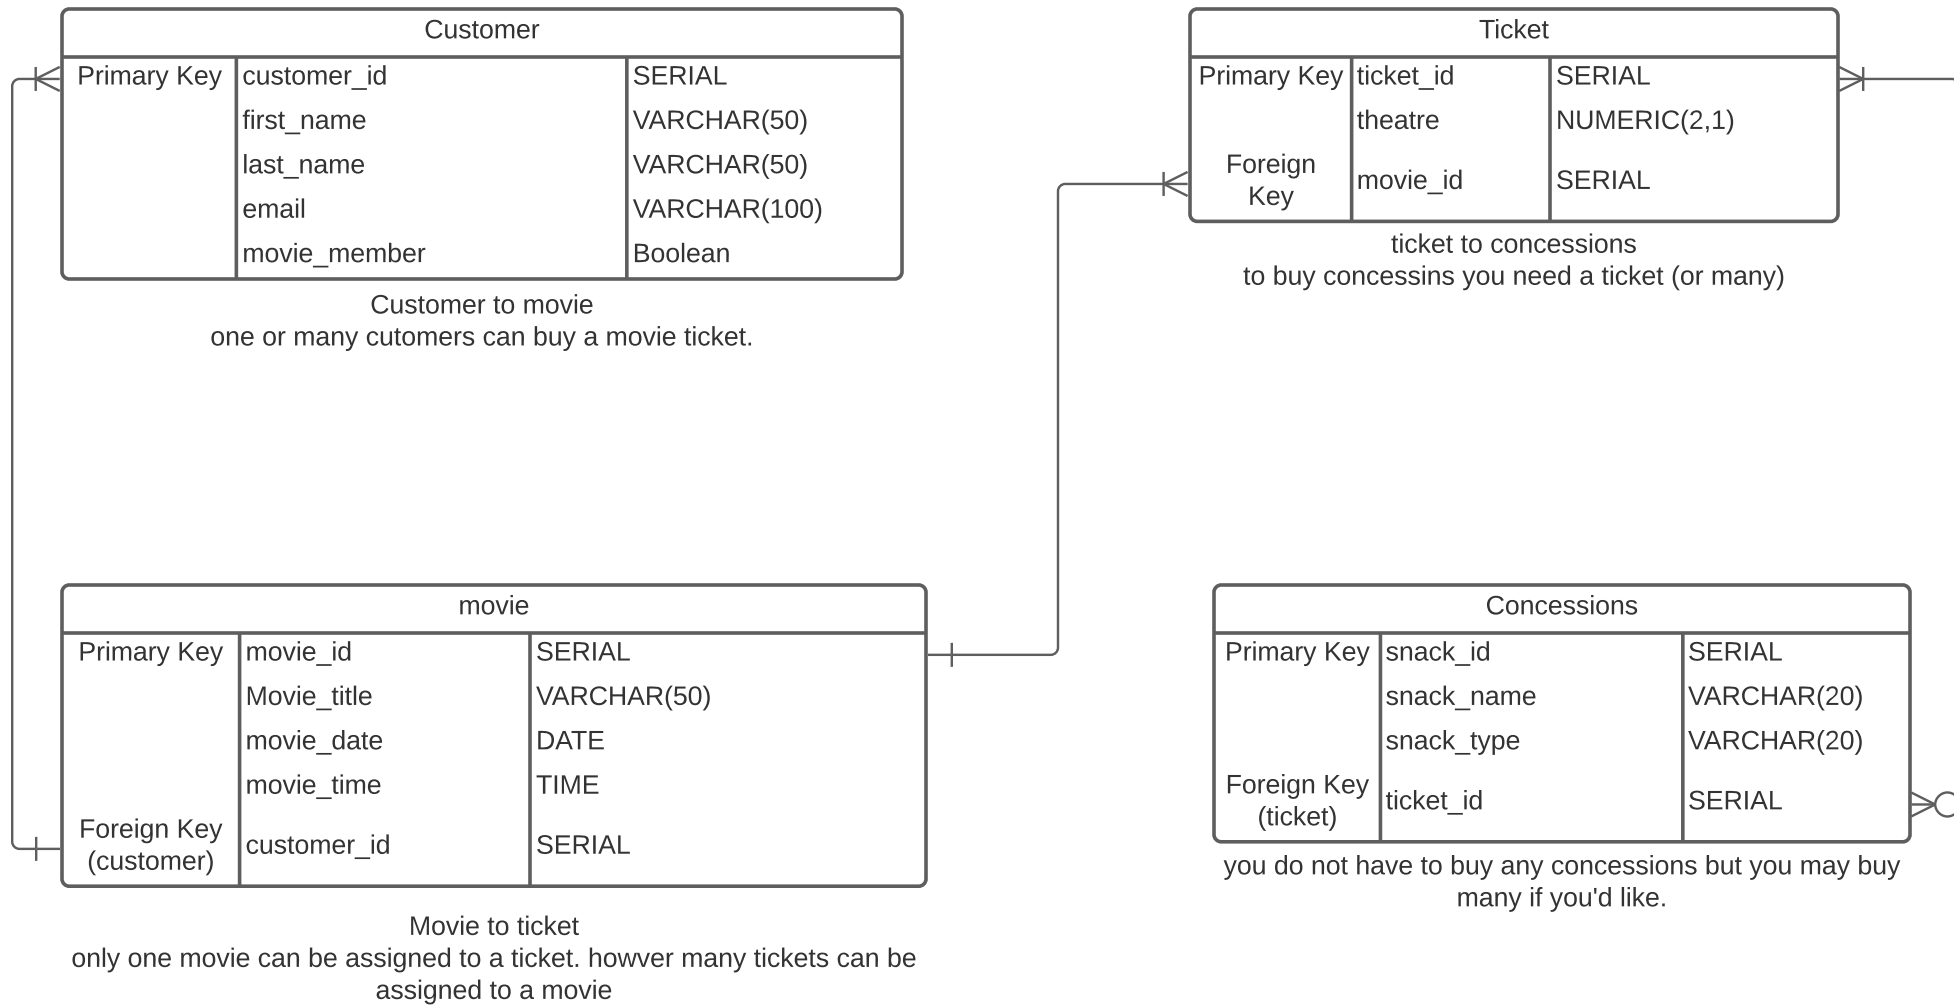 Customer
Primary Key customer_id SERIAL
first_name VARCHAR(50)
last_name VARCHAR(50)
email VARCHAR(100)
movie_member Boolean
Customer to movie
one or many cutomers can buy a movie ticket.
Ticket
Primary Key ticket_id SERIAL
theatre NUMERIC(2,1)
Foreign
Key
movie_id SERIAL
ticket to concessions
to buy concessins you need a ticket (or many)
movie
Primary Key movie_id SERIAL
Movie_title VARCHAR(50)
movie_date DATE
movie_time TIME
Foreign Key
(customer)
customer_id SERIAL
Movie to ticket
only one movie can be assigned to a ticket. howver many tickets can be
assigned to a movie
Concessions
Primary Key snack_id SERIAL
snack_name VARCHAR(20)
snack_type VARCHAR(20)
Foreign Key
(ticket)
ticket_id SERIAL
you do not have to buy any concessions but you may buy
many if you'd like.